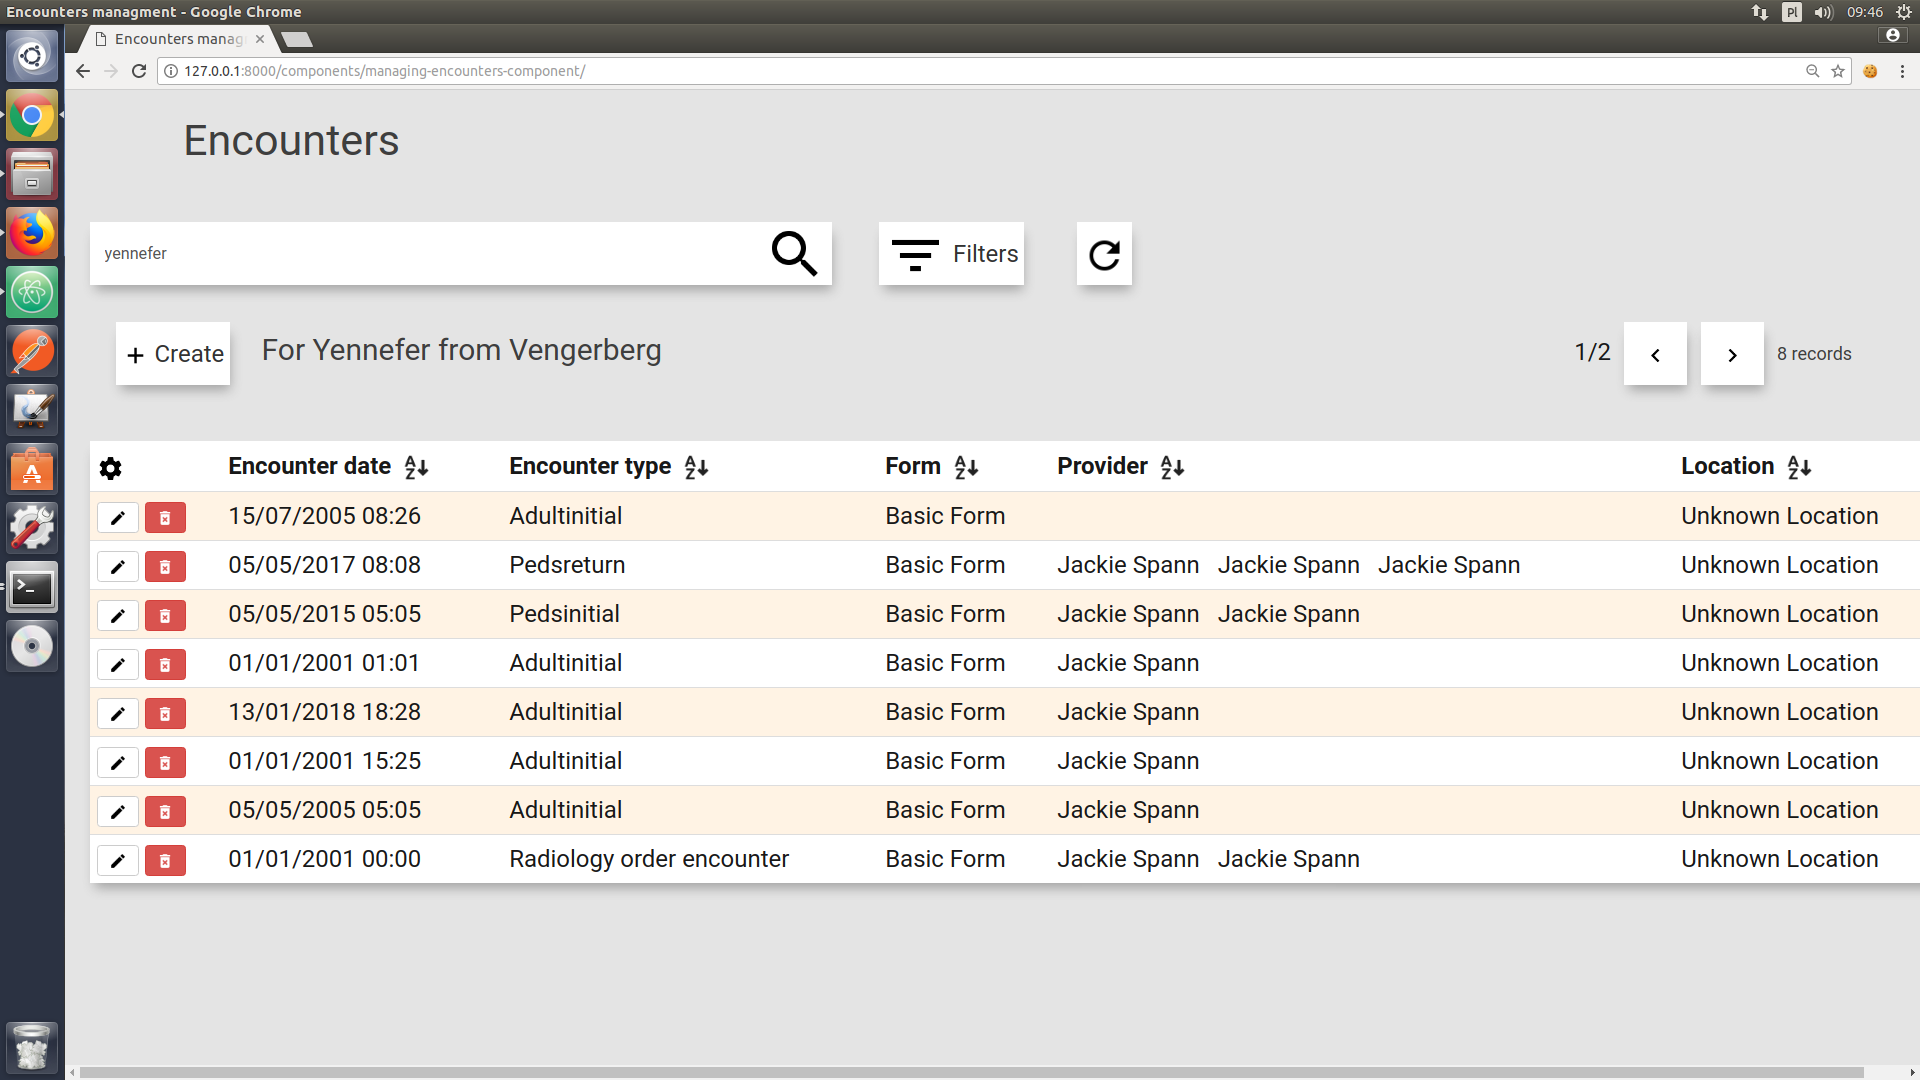 Encounters managment - Google Chrome
Pl
09:46
Encounters manag
127.0.0.1:8000/components/managing-encounters-component/
Encounters
yennefer
Filters
+ Create
For Yennefer from Vengerberg
1/2
8 records
Encounter date Encounter type Form Provider Location
15/07/2005 08:26 Adultinitial Basic Form Unknown Location
05/05/2017 08:08 Pedsreturn Basic Form Jackie Spann Jackie Spann Jackie Spann Unknown Location
05/05/2015 05:05 Pedsinitial Basic Form Jackie Spann Jackie Spann Unknown Location
01/01/2001 01:01 Adultinitial Basic Form Jackie Spann Unknown Location
13/01/2018 18:28 Adultinitial Basic Form Jackie Spann Unknown Location
01/01/2001 15:25 Adultinitial Basic Form Jackie Spann Unknown Location
05/05/2005 05:05 Adultinitial Basic Form Jackie Spann Unknown Location
01/01/2001 00:00 Radiology order encounter Basic Form Jackie Spann Jackie Spann Unknown Location